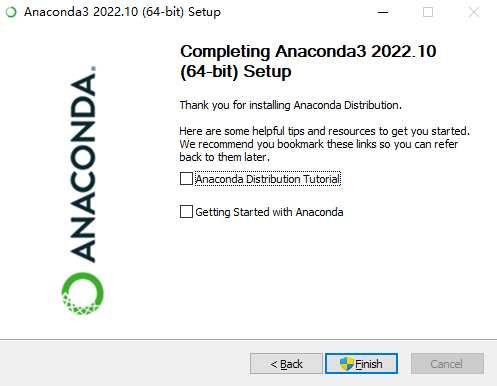 Anaconda3 2022.10 (64-bit) Setup
Completing Anaconda3 2022.10
(64-bit) Setup
Thank you for installing Anaconda Distribution.
Here are some helpful tips and resources to get you started.
We recommend you bookmark these links so you can refer
back to them later.
Anaconda Distribution Tutorial
Getting Started with Anaconda
ANACONDA.
< Back
Finish
Cancel